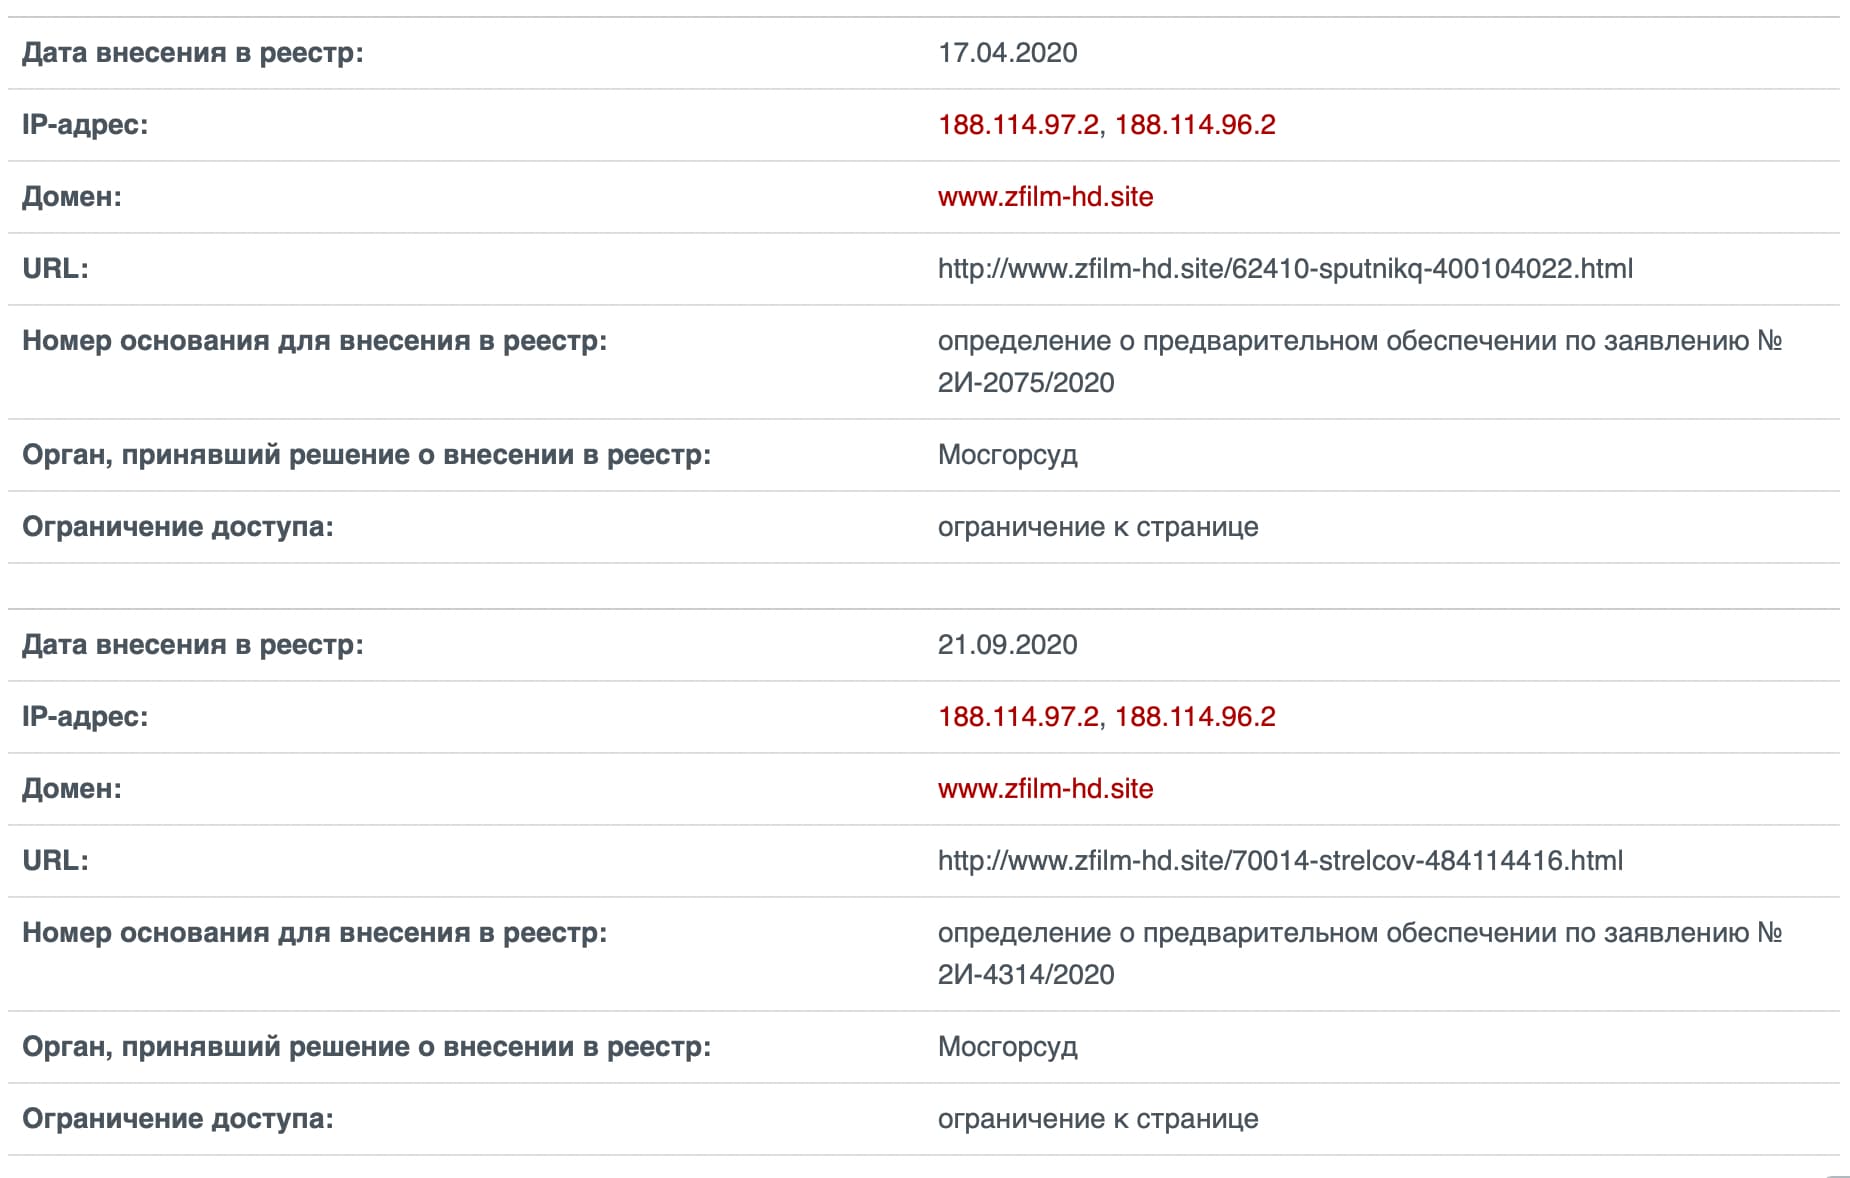 Дата внесения в реестр: 17.04.2020
IP-адрес: 188.114.97.2, 188.114.96.2
Домен: www.zfilm-hd.site
URL: http://www.zfilm-hd.site/62410-sputnikq-400104022.html
Номер основания для внесения в реестр: определение о предварительном обеспечении по заявлению №
2И-2075/2020
Орган, принявший решение о внесении в реестр: Мосгорсуд
Ограничение доступа: ограничение к странице
Дата внесения в реестр: 21.09.2020
IP-адрес: 188.114.97.2, 188.114.96.2
Домен: www.zfilm-hd.site
URL: http://www.zfilm-hd.site/70014-strelcov-484114416.html
Номер основания для внесения в реестр: определение о предварительном обеспечении по заявлению №
2И-4314/2020
Орган, принявший решение о внесении в реестр: Мосгорсуд
Ограничение доступа: ограничение к странице